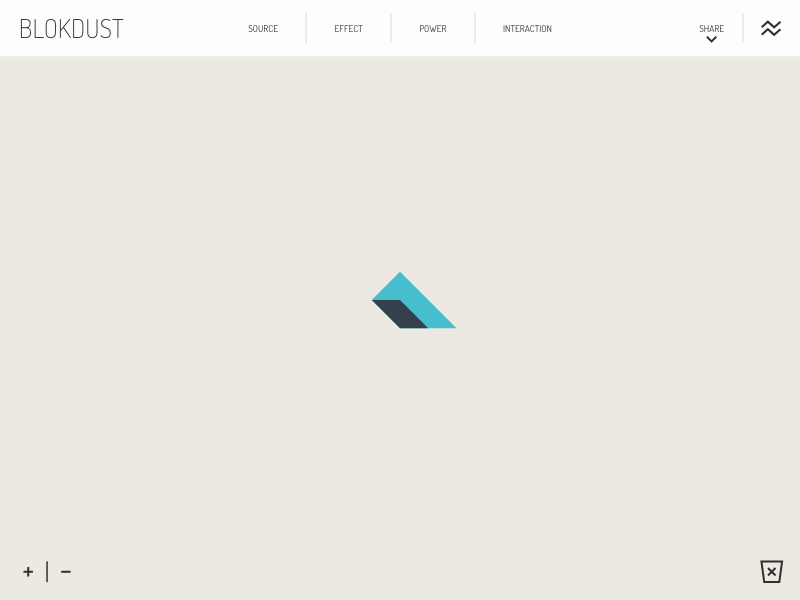 BLOKDUST
SOURCE
EFFECT
POWER
INTERACTION
SHARE